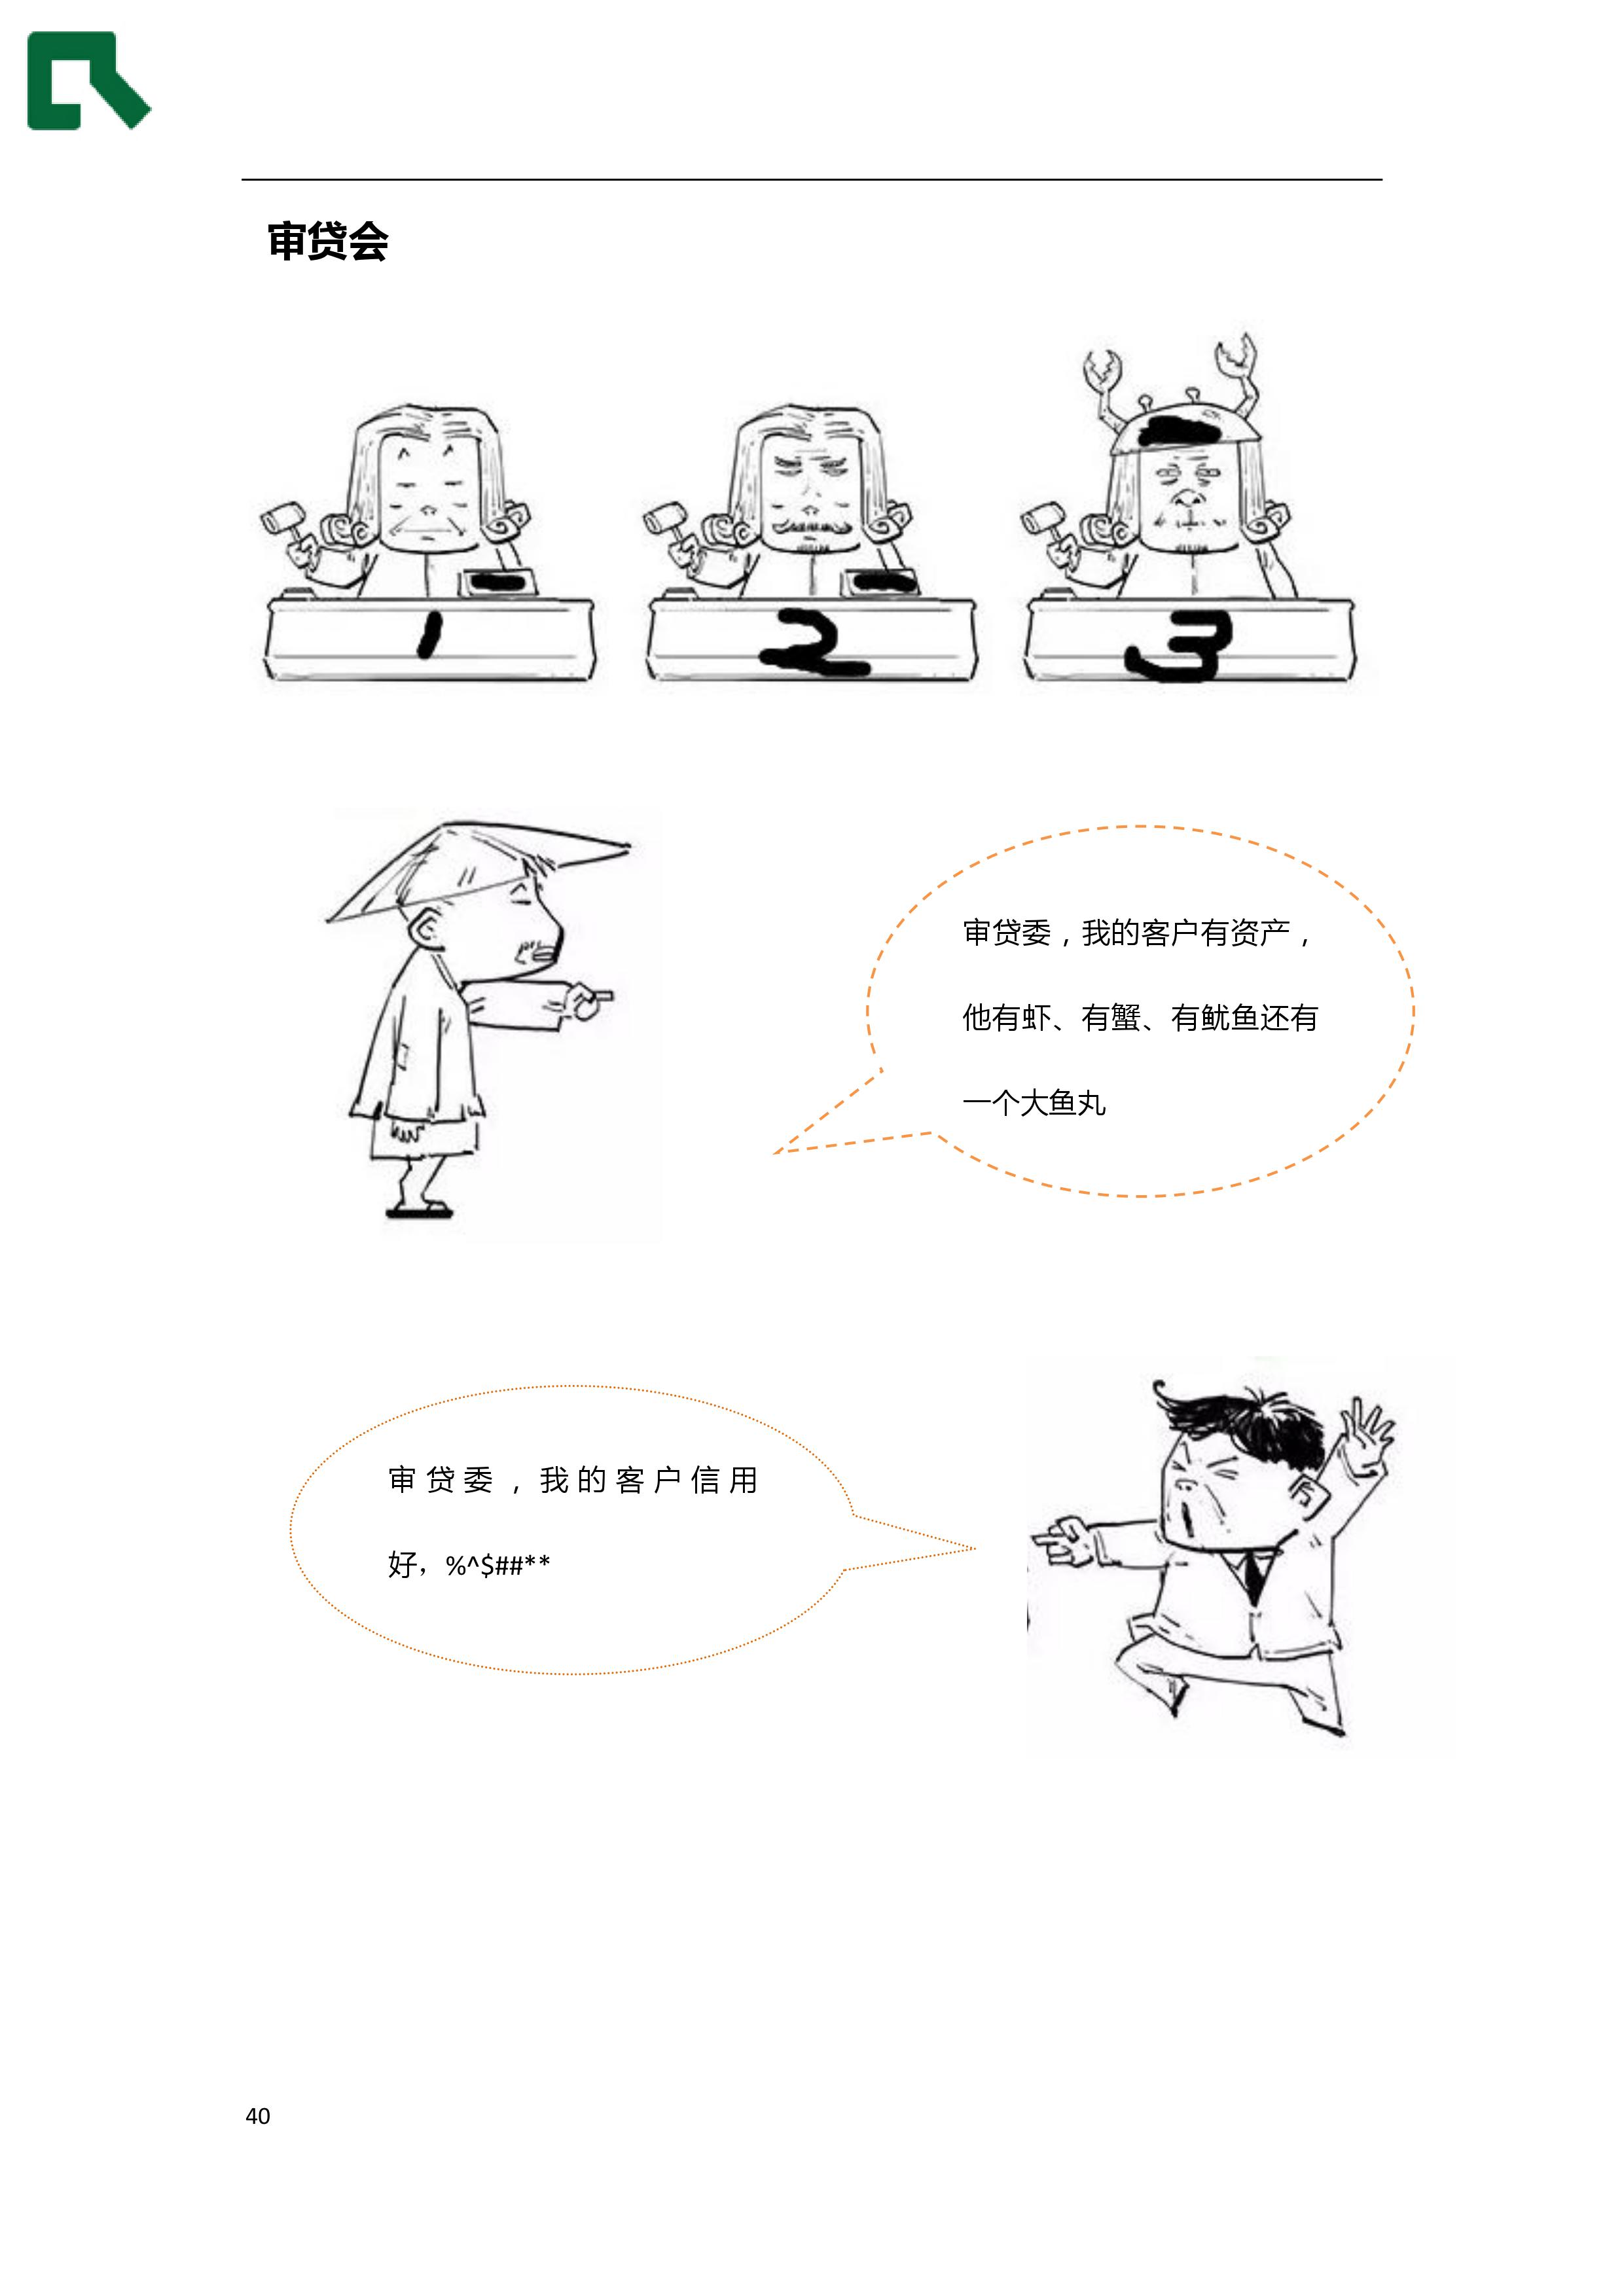 审贷会
1 2 3
审贷委，我的客户有资产，
他有虾、有蟹、有鱿鱼还有
一个大鱼丸
审贷委，我的客户信用
好，%^$##**
40